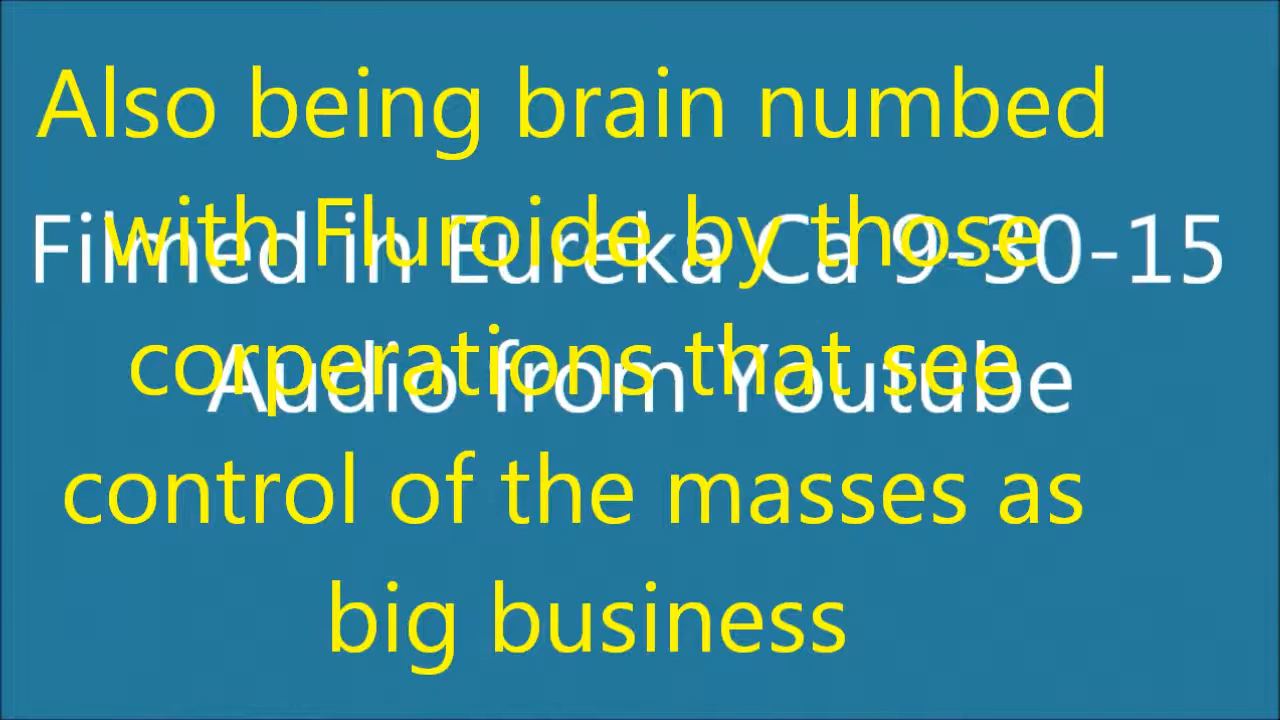 Also being brain numbed
with Fluroide by those
Filmed in Eureka Ca 9-30-15
corperations that see
Audio from Youtube
control of the masses as
big business